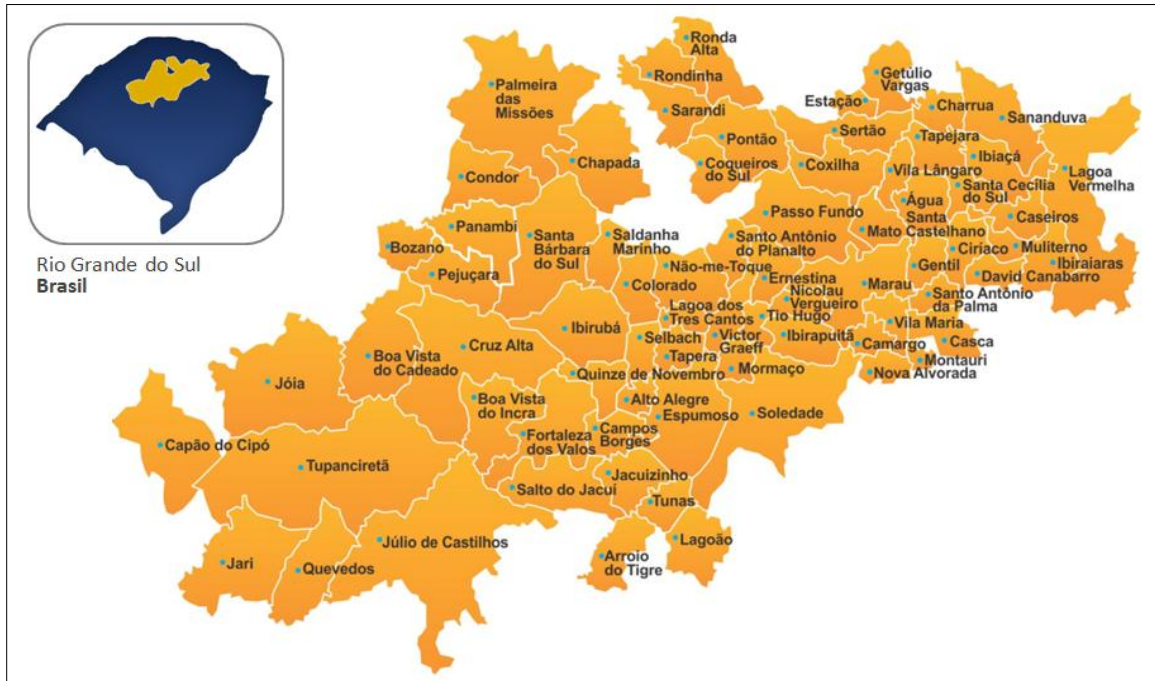 Rio Grande do Sul
Brasil
Ronda
Alta
Rondinha
Palmeira
das
Missões
Sarandi
Getúlio
Vargas
Estação
Charrua
Sananduva
Pontão
Sertão
Tapejara
Chapada
Coqueiros
do Sul
Coxilha
Ibiaçá
Vila Lângaro
Lagoa
Vermelha
Condor
Santa Cecília
do Sul
Água
Santa
Passo Fundo
Caseiros
Panambi
Mato Castelhano
Bozano
Santa
Bárbara
do Sul
Saldanha
Marinho
Santo Antônio
do Planalto
Ciríaco
Muliterno
Pejuçara
Não-me-Toque
Gentil
Ibiraiaras
David Canabarro
Colorado
Ernestina
Nicolau
Vergueiro
Marau
Santo Antônio
da Palma
Lagoa dos
Tres Cantos
Tio Hugo
Vila Maria
Ibirubá
Selbach
Victor
Graeff
Ibirapuitã
Camargo
Casca
Cruz Alta
Boa Vista
do Cadeado
Tapera
Montauri
Mormaço
Nova Alvorada
Quinze de Novembro
Jóia
Boa Vista
do Incra
Alto Alegre
Espumoso
Soledade
Campos
Borges
Fortaleza
dos Valos
Capão do Cipó
Tupanciretã
Jacuizinho
Salto do Jacuí
Tunas
Júlio de Castilhos
Lagoão
Arroio
do Tigre
Jari
Quevedos